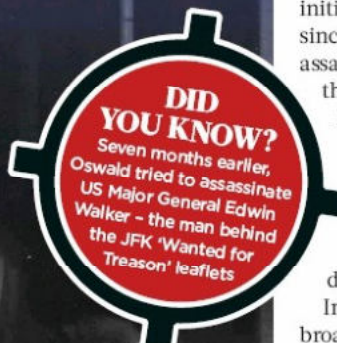 DID
YOU KNOW?
Seven months earlier,
Oswald tried to assassinate
US Major General Edwin
Walker – the man behind
the JFK ‘Wanted for
Treason’ leaflets
initi
sinc
assa
th
d
In
broa